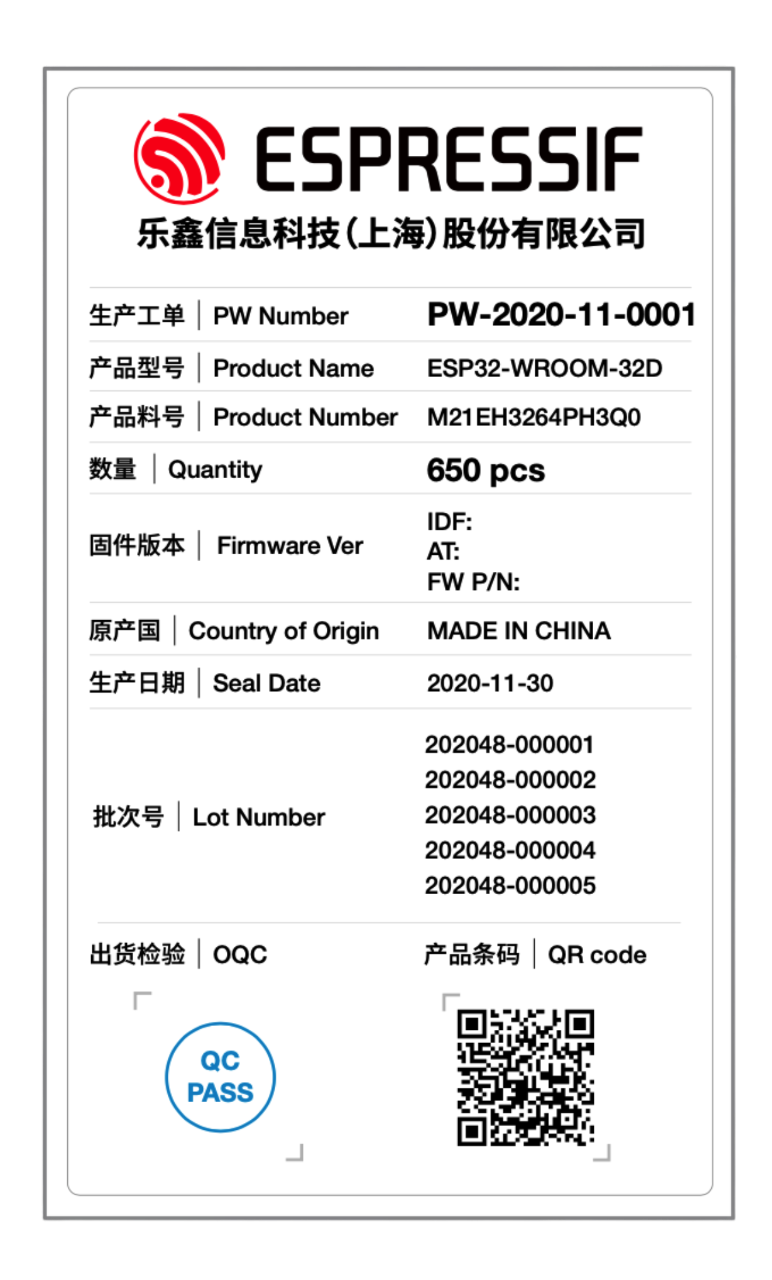 ESPRESSIF
乐鑫信息科技(上海)股份有限公司
生产工单 | PW Number PW-2020-11-0001
产品型号 | Product Name ESP32-WROOM-32D
产品料号 | Product Number M21EH3264PH3Q0
数量 | Quantity 650 pcs
固件版本 | Firmware Ver
IDF:
AT:
FW P/N:
原产国 | Country of Origin MADE IN CHINA
生产日期 | Seal Date 2020-11-30
批次号 | Lot Number
202048-000001
202048-000002
202048-000003
202048-000004
202048-000005
出货检验 | OQC
产品条码 | QR code
QC
PASS